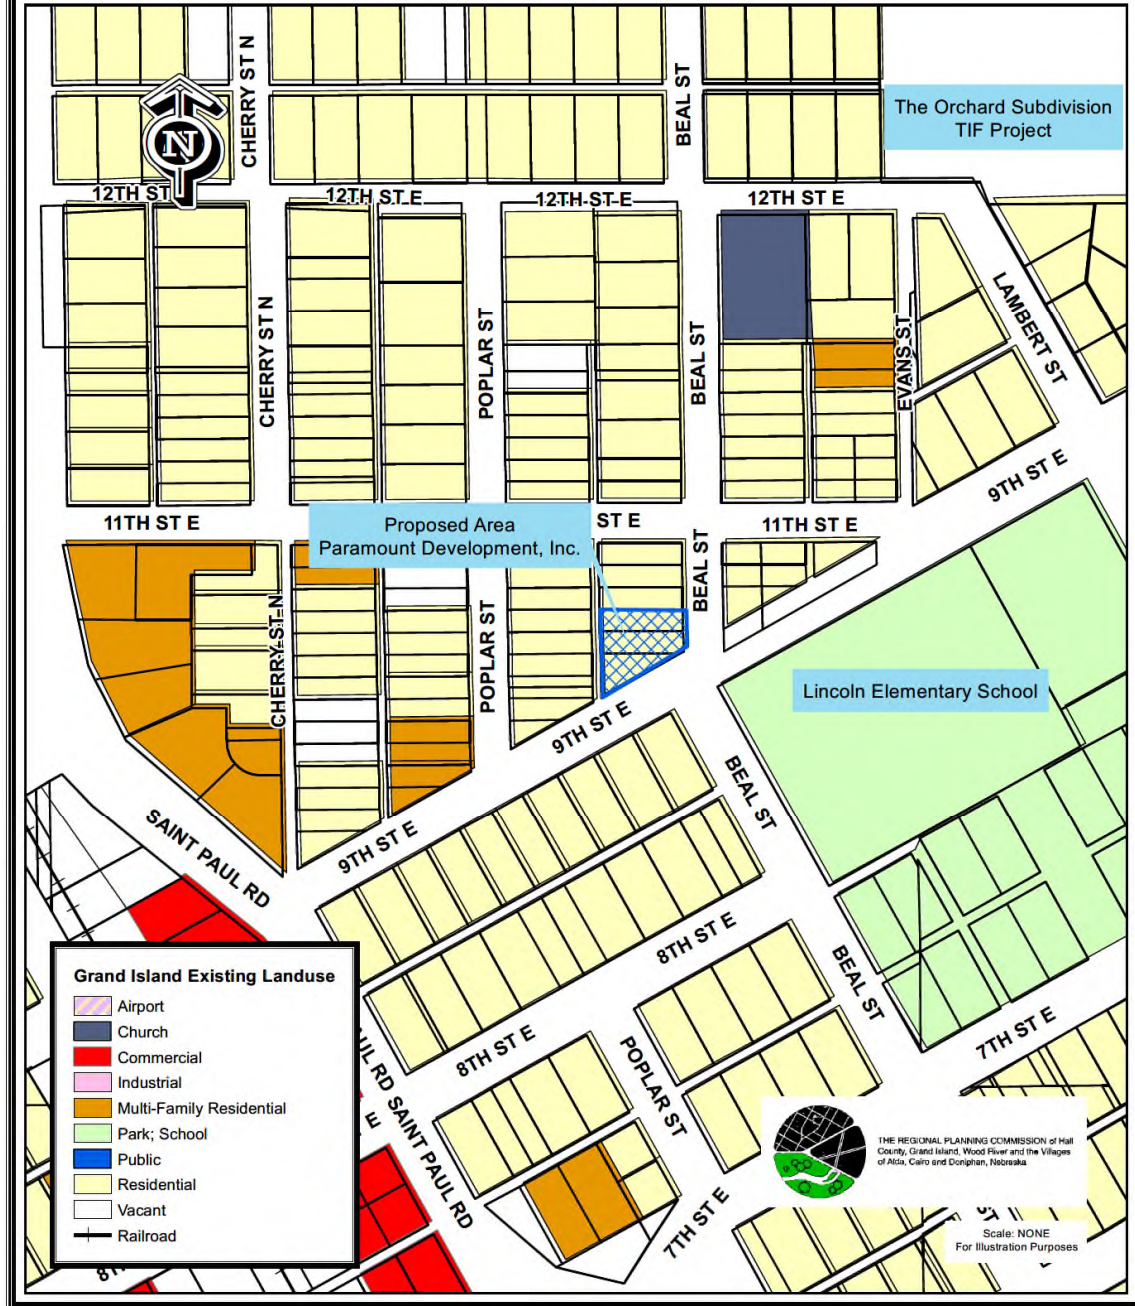 CHERRY ST N
BEAL ST
The Orchard Subdivision
TIF Project
N
12TH ST
12TH ST E
12TH ST E
12TH ST E
CHERRY ST N
POPLAR ST
BEAL ST
EVANS ST
LAMBERT ST
9TH ST E
11TH ST E
Proposed Area
Paramount Development, Inc.
ST E
11TH ST E
BEAL ST
CHERRY ST N
POPLAR ST
Lincoln Elementary School
9TH ST E
BEAL ST
SAINT PAUL RD
9TH ST E
8TH ST E
BEAL ST
7TH ST E
8TH ST E
POPLAR ST
UL RD
SAINT PAUL RD
E
7TH ST E
8T
ST
Grand Island Existing Landuse
Airport
Church
Commercial
Industrial
Multi-Family Residential
Park; School
Public
Residential
Vacant
Railroad
THE REGIONAL PLANNING COMMISSION of Hall
County, Grand Island, Wood River and the Villages
of Alda, Cairo and Doniphan, Nebraska
Scale: NONE
For Illustration Purposes